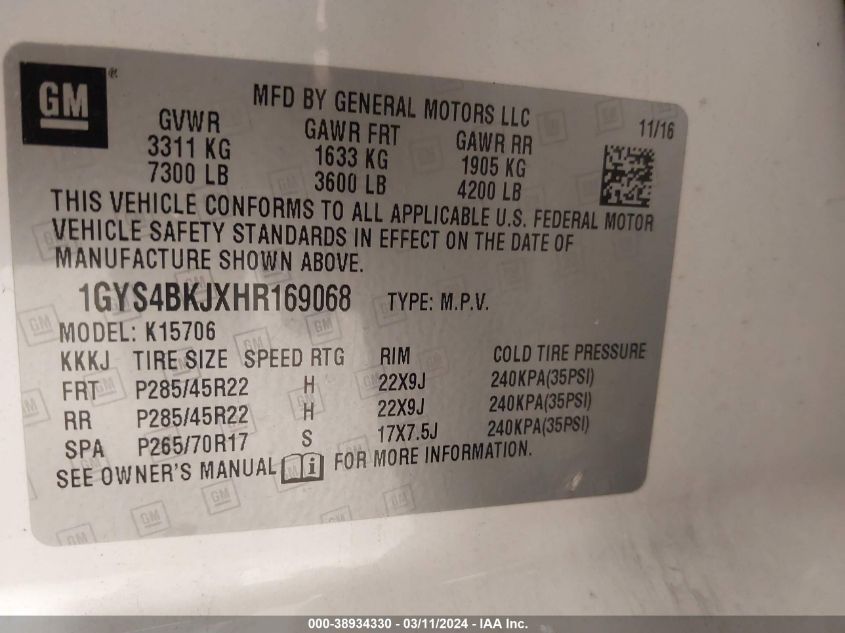 GM®
MFD BY GENERAL MOTORS LLC
11/16
GVWR GAWR FRT GAWR RR
3311 KG 1633 KG 1905 KG
7300 LB 3600 LB 4200 LB
THIS VEHICLE CONFORMS TO ALL APPLICABLE U.S. FEDERAL MOTOR
VEHICLE SAFETY STANDARDS IN EFFECT ON THE DATE OF
MANUFACTURE SHOWN ABOVE.
1GYS4BKJXHR169068 TYPE: M.P.V.
MODEL: K15706
KKKJ TIRE SIZE SPEED RTG RIM COLD TIRE PRESSURE
FRT P285/45R22 H 22X9J 240KPA(35PSI)
RR P285/45R22 H 22X9J 240KPA(35PSI)
SPA P265/70R17 S 17X7.5J 240KPA(35PSI)
SEE OWNER'S MANUAL i FOR MORE INFORMATION.
000-38934330 - 03/11/2024 - IAA Inc.